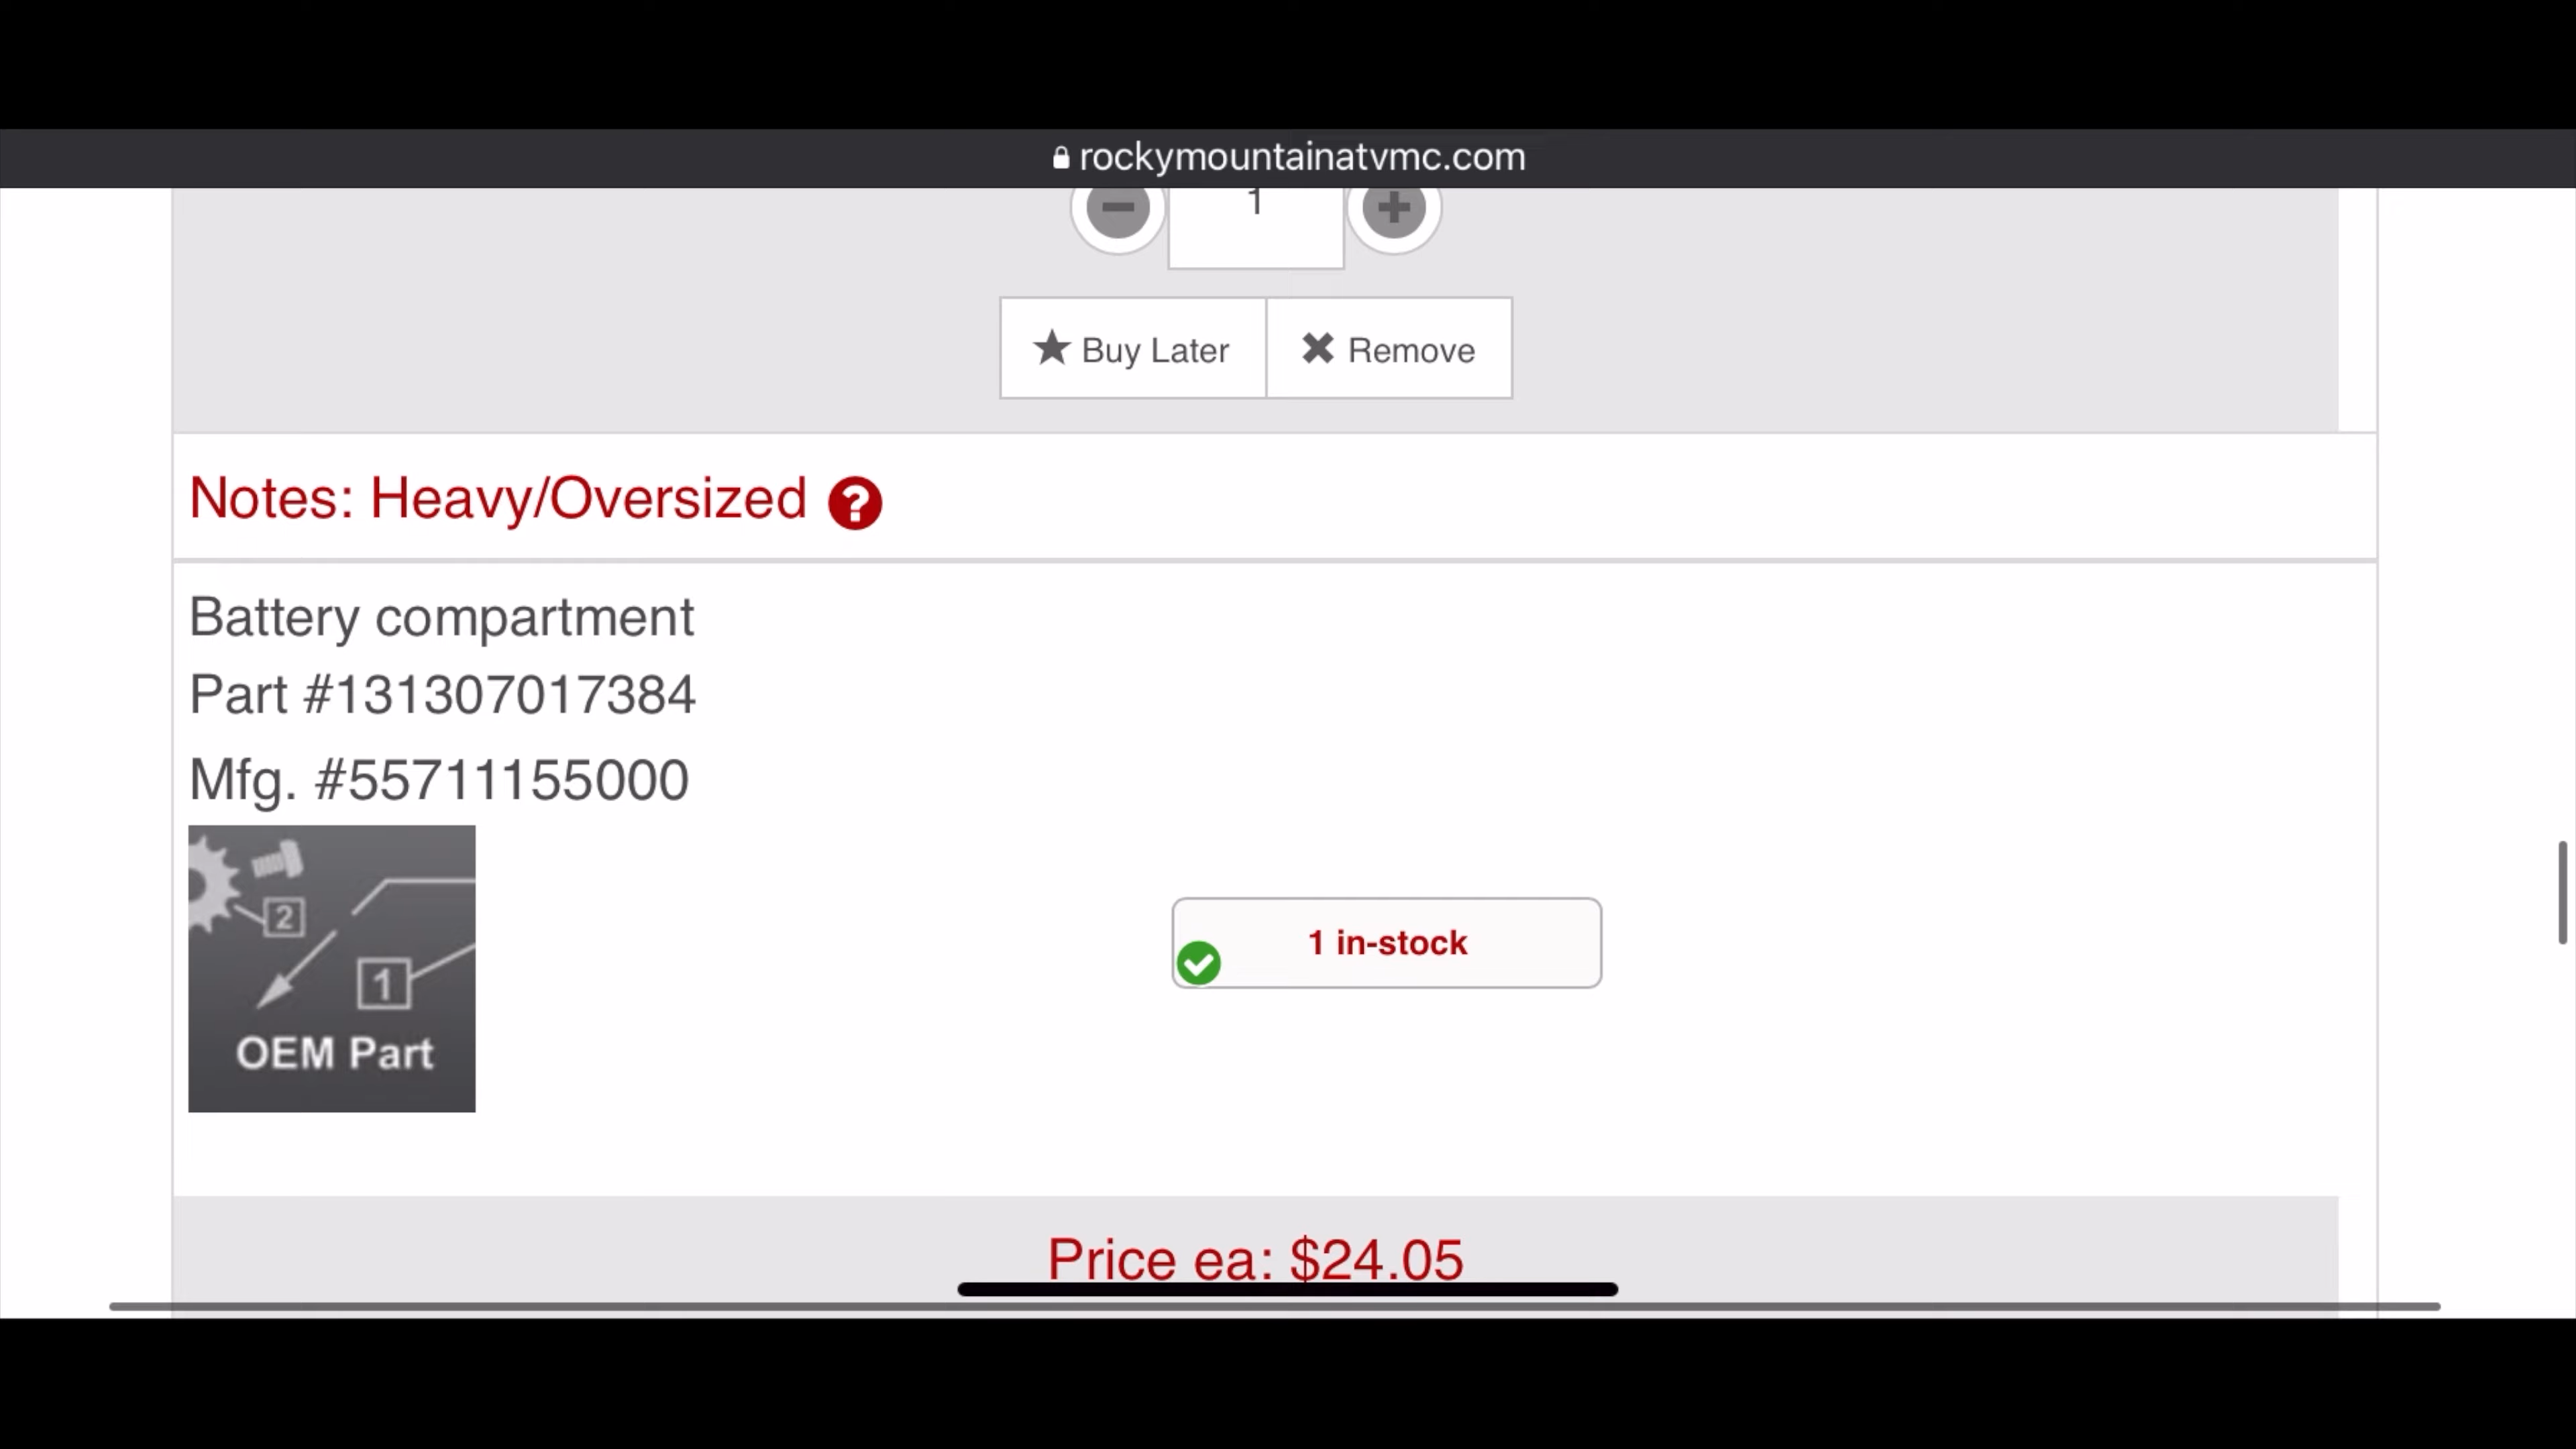 rockymountainatvmc.com
1
Buy Later
Remove
Notes: Heavy/Oversized ?
Battery compartment
Part #131307017384
Mfg. #55711155000
2
1
OEM Part
1 in-stock
Price ea: $24.05